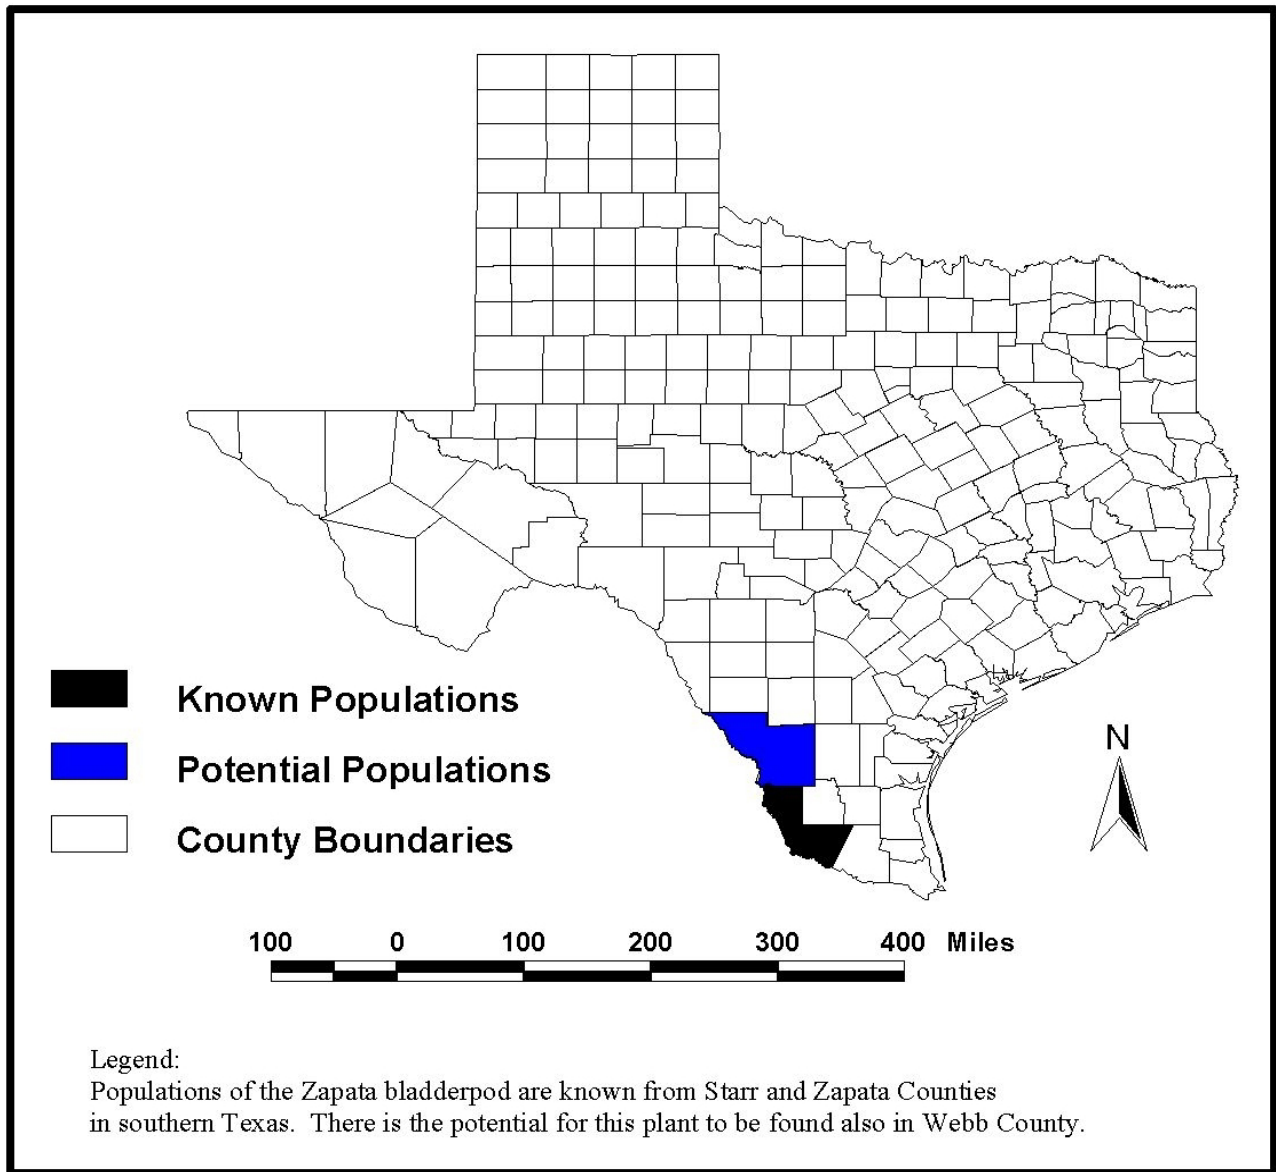 Known Populations
Potential Populations
County Boundaries
N
100 0 100 200 300 400 Miles
Legend:
Populations of the Zapata bladderpod are known from Starr and Zapata Counties
in southern Texas. There is the potential for this plant to be found also in Webb County.